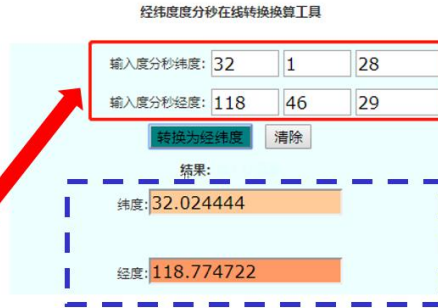 经纬度度分秒在线转换换算工具
输入度分秒纬度: 32 1 28
输入度分秒经度: 118 46 29
转换为经纬度 清除
结果:
纬度: 32.024444
经度: 118.774722